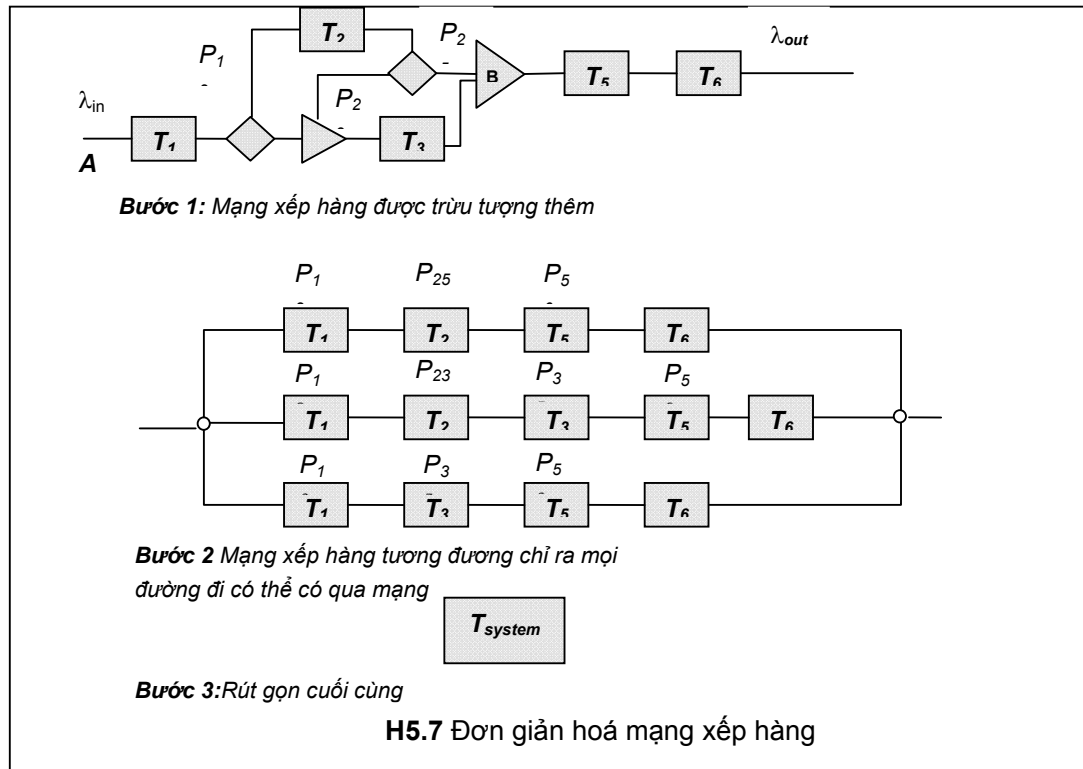 T2
P1
P2
λout
B
T5
T6
λin
P2
T1
T3
A
Bước 1: Mạng xếp hàng được trừu tượng thêm
P1
P25
P5
T1
T2
T5
T6
P1
P23
P3
P5
T1
T2
T3
T5
T6
P1
P3
P5
T1
T3
T5
T6
Bước 2 Mạng xếp hàng tương đương chỉ ra mọi
đường đi có thể có qua mạng
Tsystem
Bước 3:Rút gọn cuối cùng
H5.7 Đơn giản hoá mạng xếp hàng